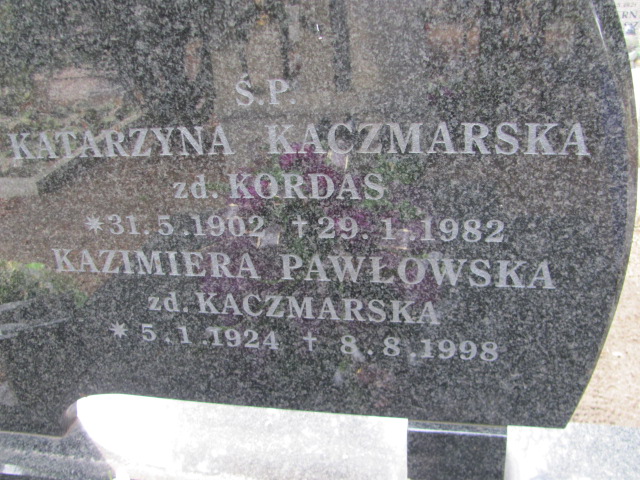 Ś.P.
KATARZYNA KACZMARSKA
zd. KORDAS
*31.5.1902 †29.1.1982
KAZIMIERA PAWŁOWSKA
zd. KACZMARSKA
* 5.1.1924 † 8.8.1998